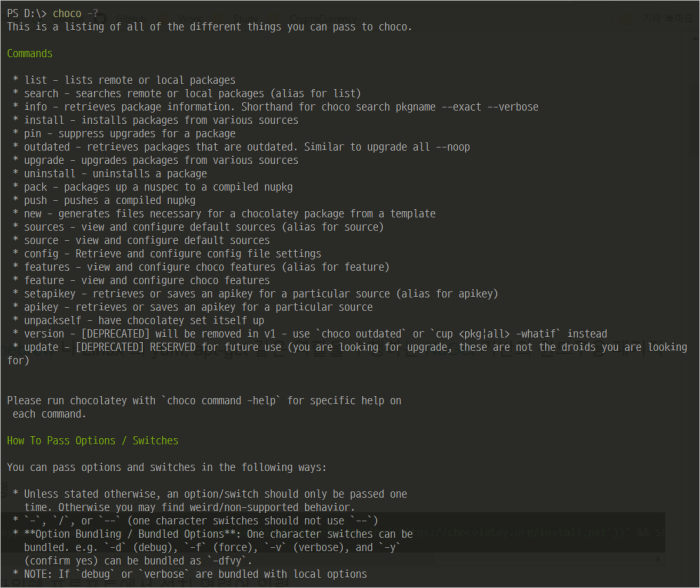 PS D:\> choco -?
This is a listing of all of the different things you can pass to choco.
Commands
* list - lists remote or local packages
* search - searches remote or local packages (alias for list)
* info - retrieves package information. Shorthand for choco search pkgname --exact --verbose
* install - installs packages from various sources
* pin - suppress upgrades for a package
* outdated - retrieves packages that are outdated. Similar to upgrade all --noop
* upgrade - upgrades packages from various sources
* uninstall - uninstalls a package
* pack - packages up a nuspec to a compiled nupkg
* push - pushes a compiled nupkg
* new - generates files necessary for a chocolatey package from a template
* sources - view and configure default sources (alias for source)
* source - view and configure default sources
* config - Retrieve and configure config file settings
* features - view and configure choco features (alias for feature)
* feature - view and configure choco features
* setapikey - retrieves or saves an apikey for a particular source (alias for apikey)
* apikey - retrieves or saves an apikey for a particular source
* unpackself - have chocolatey set itself up
* version - [DEPRECATED] will be removed in v1 - use `choco outdated` or `cup <pkg|all> -whatif` instead
* update - [DEPRECATED] RESERVED for future use (you are looking for upgrade, these are not the droids you are looking
for)
Please run chocolatey with `choco command -help` for specific help on
each command.
How To Pass Options / Switches
You can pass options and switches in the following ways:
* Unless stated otherwise, an option/switch should only be passed one
time. Otherwise you may find weird/non-supported behavior.
* `-`, `/`, or `--` (one character switches should not use `--`)
* **Option Bundling / Bundled Options**: One character switches can be
bundled. e.g. `-d` (debug), `-f` (force), `-v` (verbose), and `-y`
(confirm yes) can be bundled as `-dfvy`.
* NOTE: If `debug` or `verbose` are bundled with local options